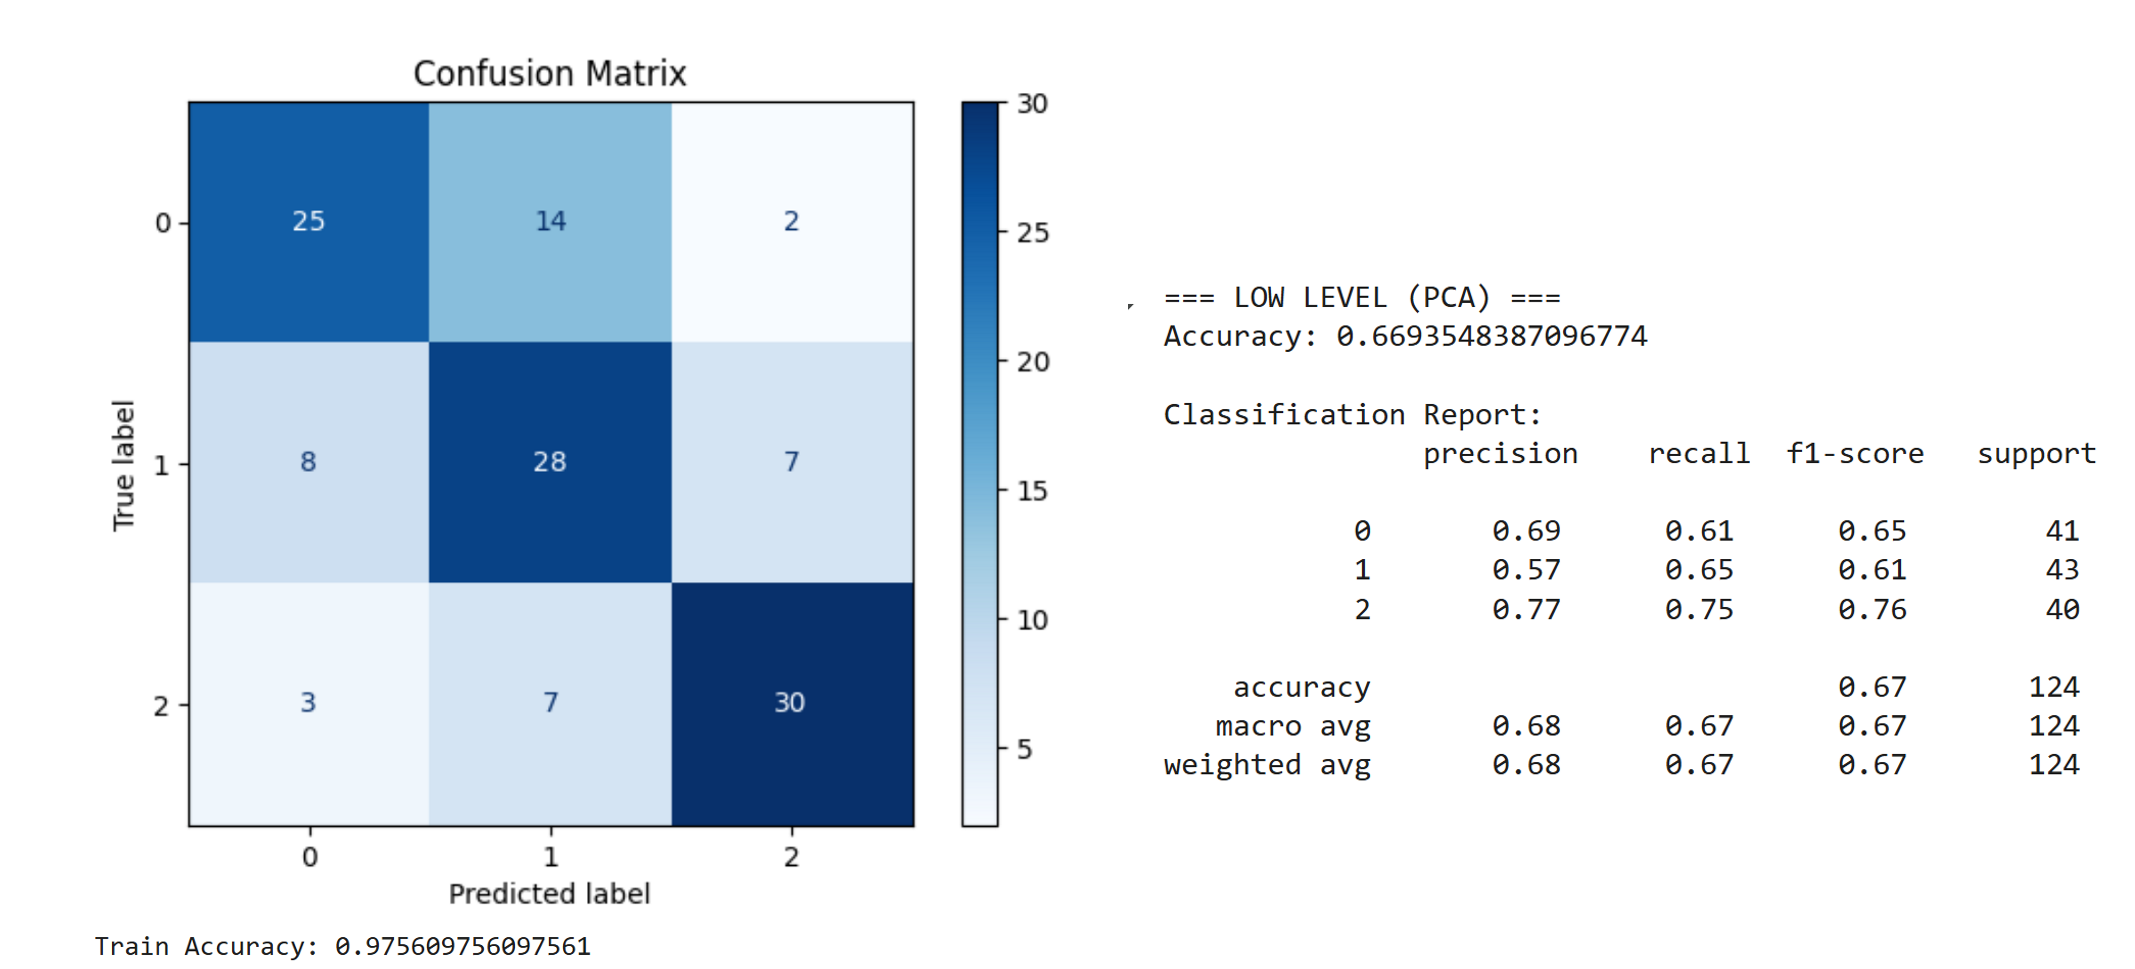 Confusion Matrix
30
25
20
15
10
5
0
25 14 2
1
8 28 7
2
3 7 30
True label
0 1 2
Predicted label
Train Accuracy: 0.975609756097561
=== LOW LEVEL (PCA) ===
Accuracy: 0.6693548387096774
Classification Report:
precision recall f1-score support
0 0.69 0.61 0.65 41
1 0.57 0.65 0.61 43
2 0.77 0.75 0.76 40
accuracy 0.67 124
macro avg 0.68 0.67 0.67 124
weighted avg 0.68 0.67 0.67 124